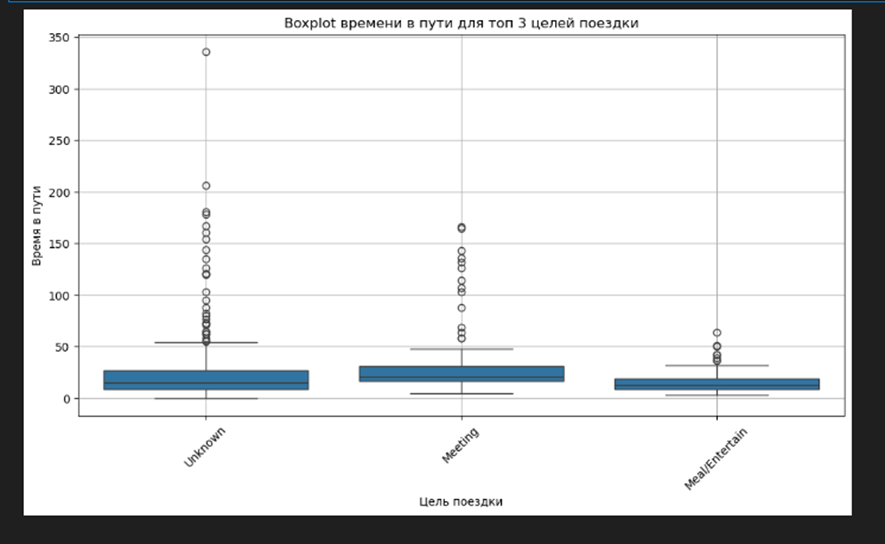 Boxplot времени в пути для топ 3 целей поездки
350
300
250
200
150
100
50
0
Время в пути
Unknown
Meeting
Meal/Entertain
Цель поездки